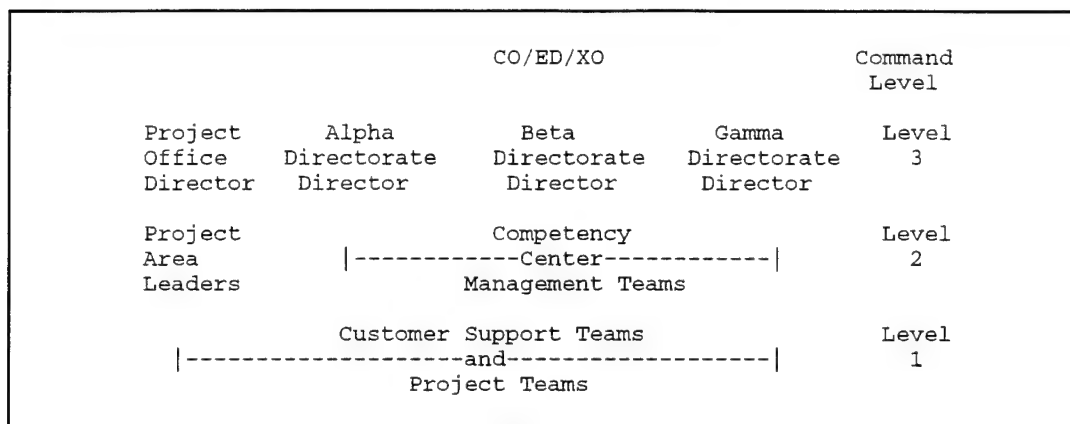 CO/ED/XO Command
Level
Project Alpha Beta Gamma Level
Office Directorate Directorate Directorate 3
Director Director Director Director
Project Competency Level
Area |------------Center------------| 2
Leaders Management Teams
Customer Support Teams Level
|--------------------and-------------------| 1
Project Teams